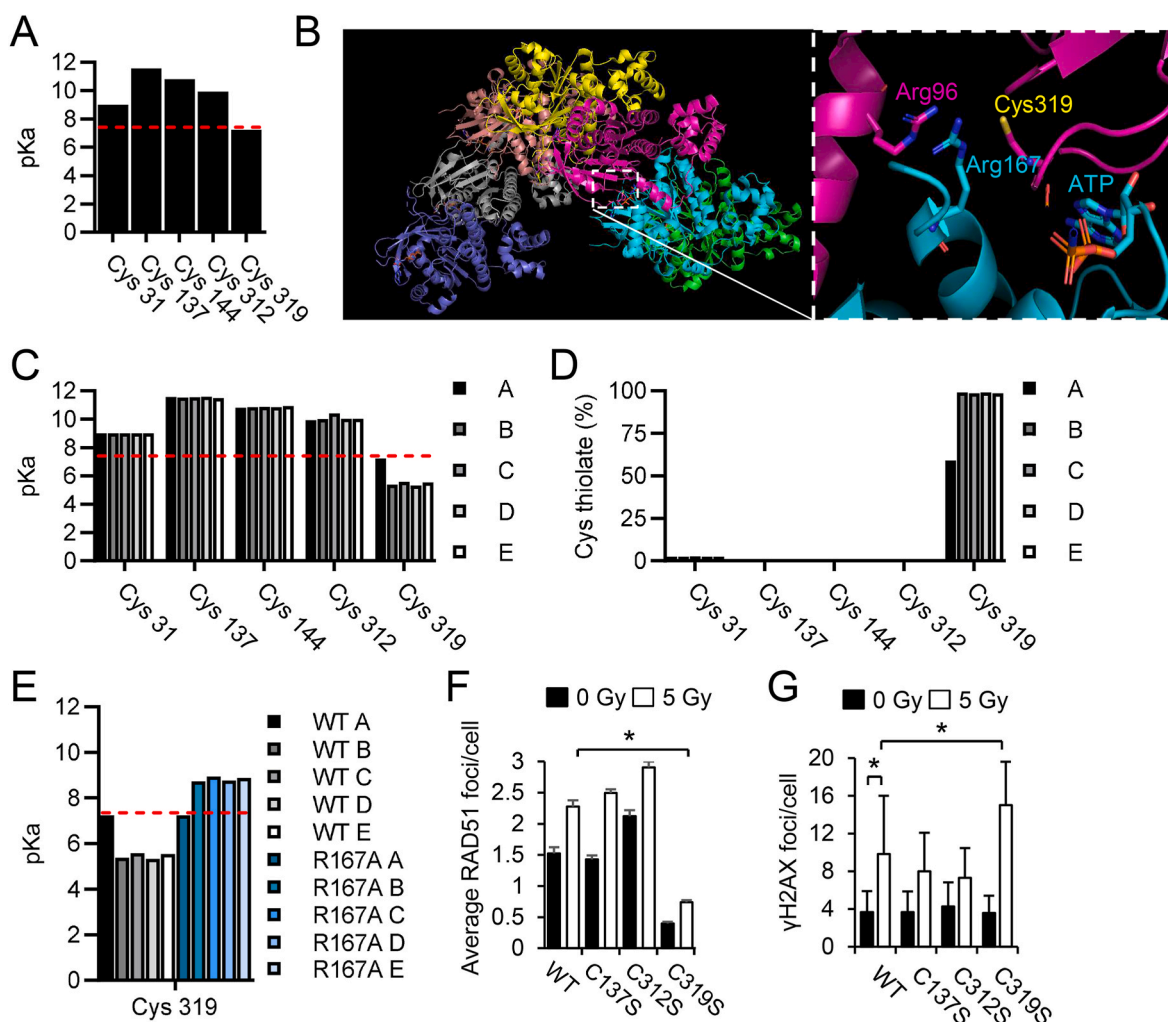 A
pKa
12
10
8
6
4
2
0
Cys 31
Cys 137
Cys 144
Cys 312
Cys 319
B
Arg96
Cys319
Arg167
ATP
C
pKa
12
10
8
6
4
2
0
Cys 31
Cys 137
Cys 144
Cys 312
Cys 319
A
B
C
D
E
D
Cys thiolate (%)
100
75
50
25
0
Cys 31
Cys 137
Cys 144
Cys 312
Cys 319
A
B
C
D
E
E
pKa
12
10
8
6
4
2
0
Cys 319
WT A
WT B
WT C
WT D
WT E
R167A A
R167A B
R167A C
R167A D
R167A E
F
0 Gy 5 Gy
*
Average RAD51 foci/cell
3
2.5
2
1.5
1
0.5
0
WT
C137S
C312S
C319S
G
0 Gy 5 Gy
*
*
γH2AX foci/cell
20
16
12
8
4
0
WT
C137S
C312S
C319S